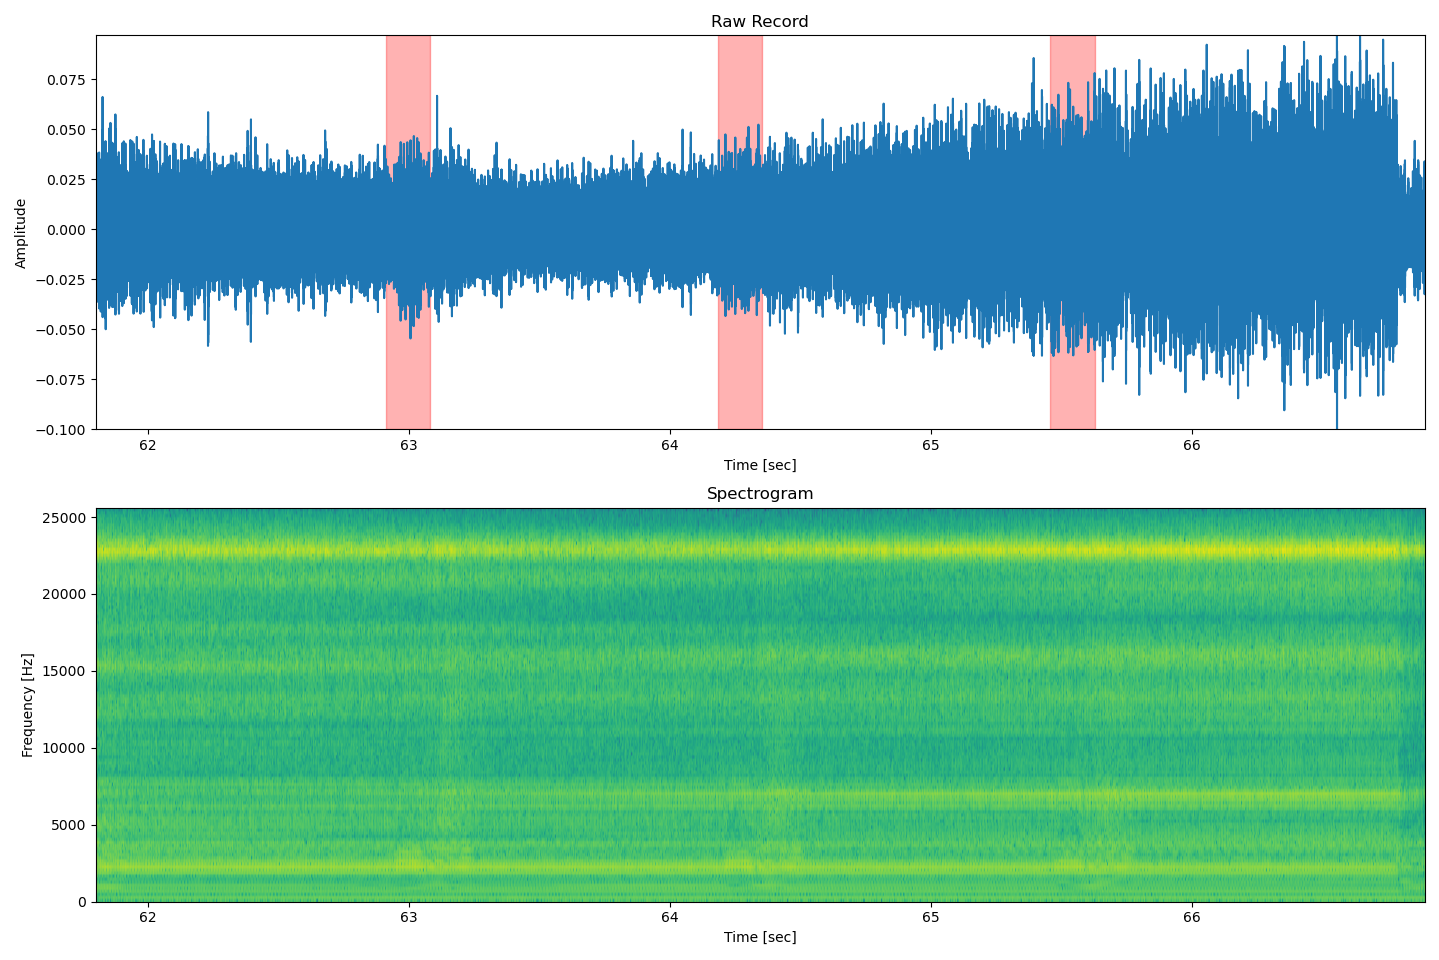 Raw Record
0.075
0.050
0.025
0.000
−0.025
−0.050
−0.075
−0.100
Amplitude
62 63 64 65 66
Time [sec]
Spectrogram
25000
20000
15000
10000
5000
0
Frequency [Hz]
62 63 64 65 66
Time [sec]